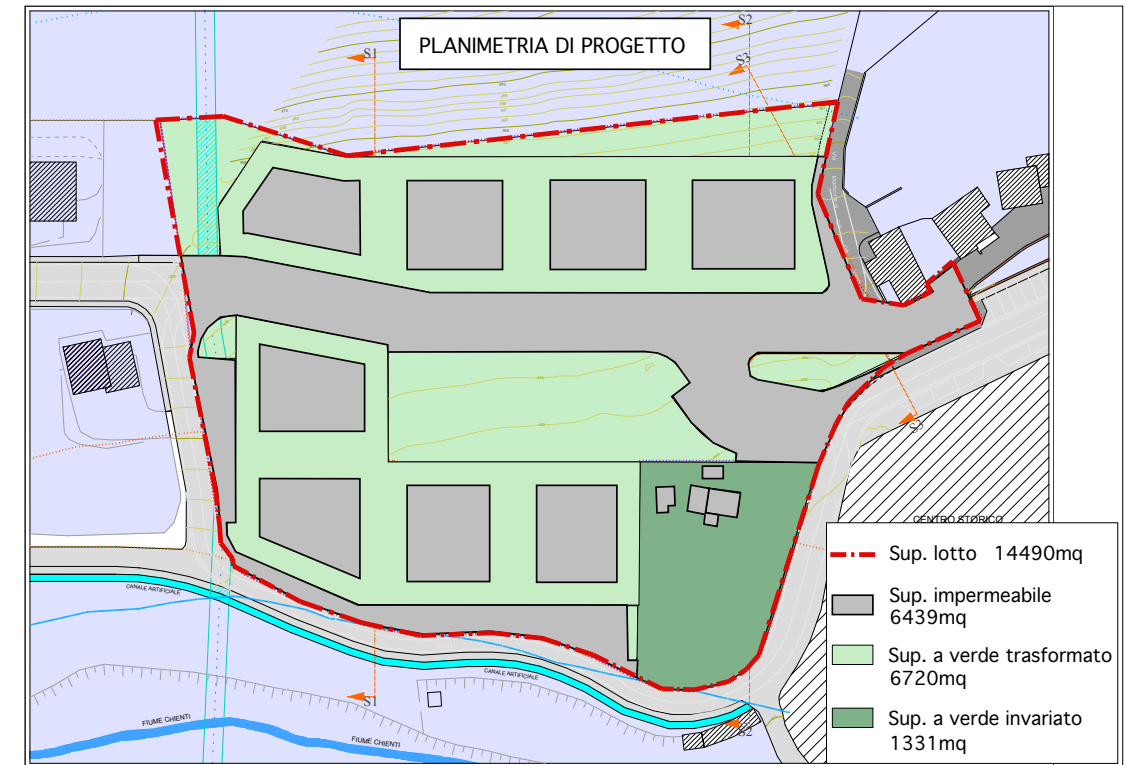 PLANIMETRIA DI PROGETTO
S1
S2
S3
S3
CENTRO STORICO
Sup. lotto 14490mq
Sup. impermeabile
6439mq
Sup. a verde trasformato
6720mq
Sup. a verde invariato
1331mq
CANALE ARTIFICIALE
CANALE ARTIFICIALE
S1
S2
FIUME CHIENTI
FIUME CHIENTI